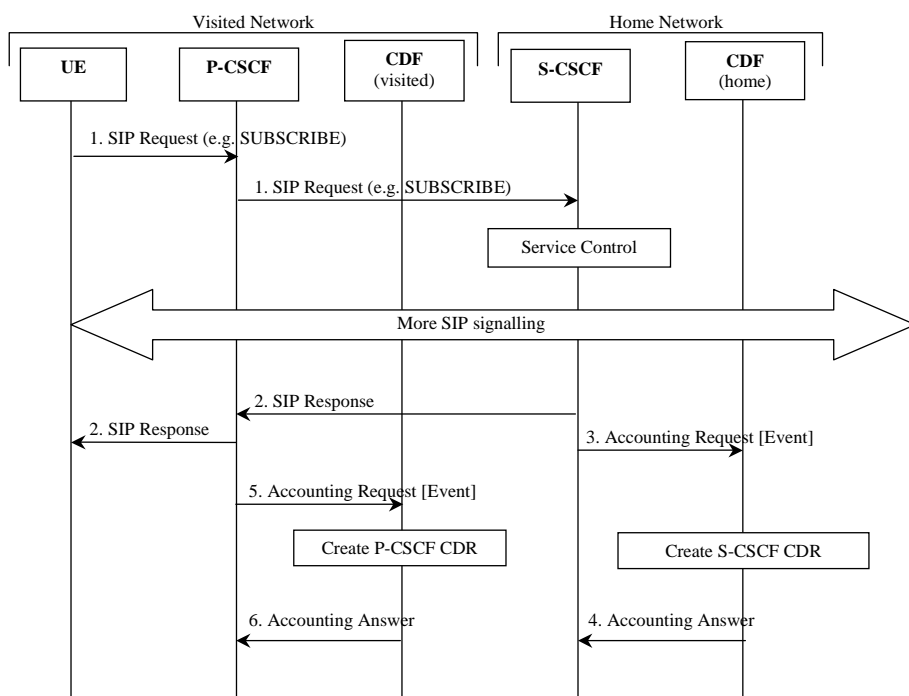 Visited Network
Home Network
UE
P-CSCF
CDF
(visited)
S-CSCF
CDF
(home)
1. SIP Request (e.g. SUBSCRIBE)
1. SIP Request (e.g. SUBSCRIBE)
Service Control
More SIP signalling
2. SIP Response
2. SIP Response
3. Accounting Request [Event]
5. Accounting Request [Event]
Create P-CSCF CDR
Create S-CSCF CDR
6. Accounting Answer
4. Accounting Answer